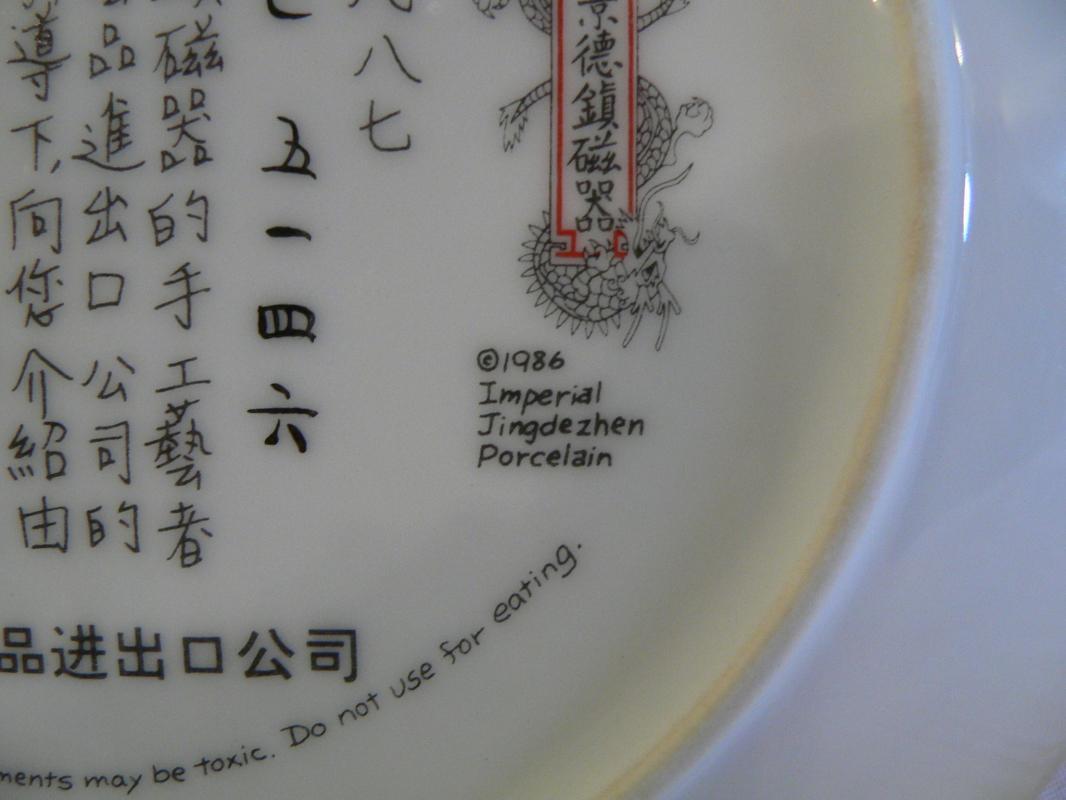 景德鎮磁器
八七
五一四六
磁器的手工藝者
品進出口公司的
導下,向您介紹由
©1986
Imperial
Jingdezhen
Porcelain
品进出口公司
may be toxic. Do not use for eating.